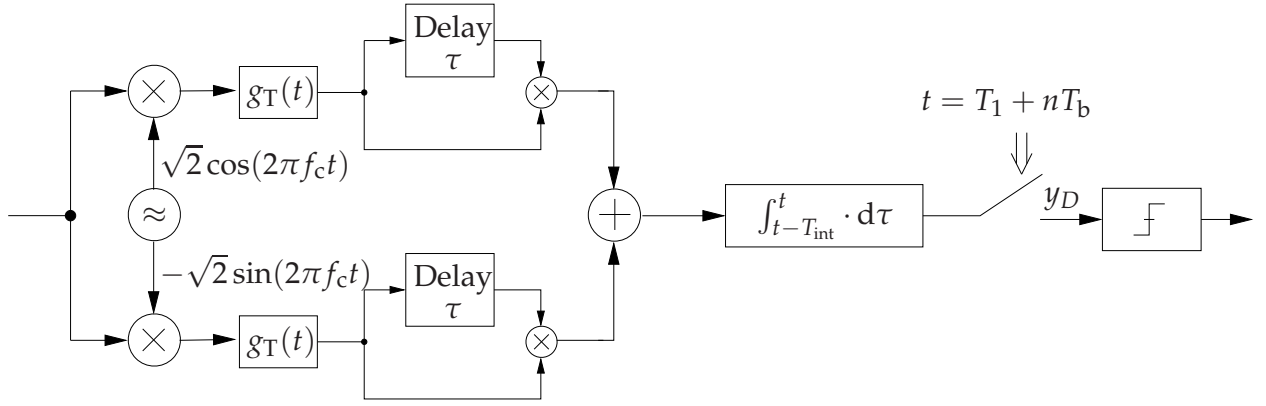 Delay
τ
g_T(t)
t = T_1 + nT_b
√2 cos(2πf_c t)
≈
∫_{t−T_int}^{t} · dτ
y_D
−√2 sin(2πf_c t)
Delay
τ
g_T(t)